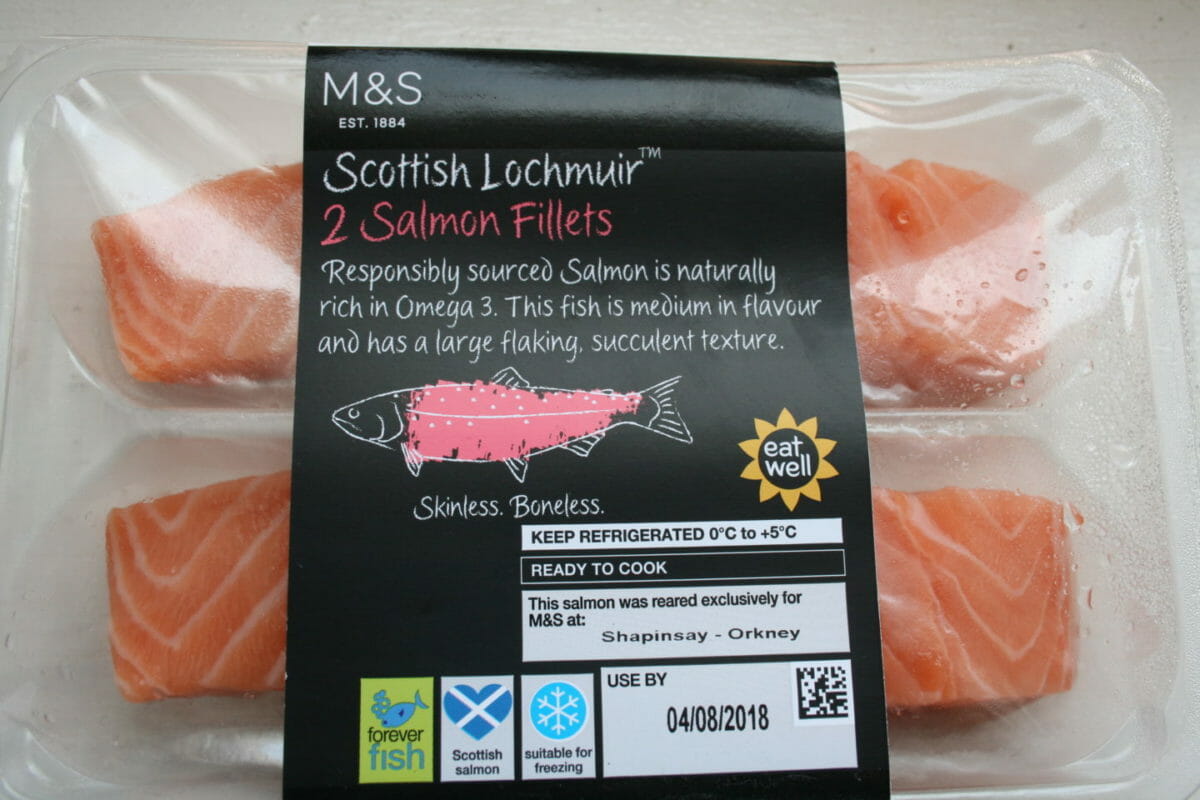 M&S
EST. 1884
Scottish Lochmuir™
2 Salmon Fillets
Responsibly sourced Salmon is naturally
rich in Omega 3. This fish is medium in flavour
and has a large flaking, succulent texture.
eat
well
Skinless. Boneless.
KEEP REFRIGERATED 0°C to +5°C
READY TO COOK
This salmon was reared exclusively for
M&S at:
Shapinsay - Orkney
forever
fish
Scottish
salmon
suitable for
freezing
USE BY
04/08/2018